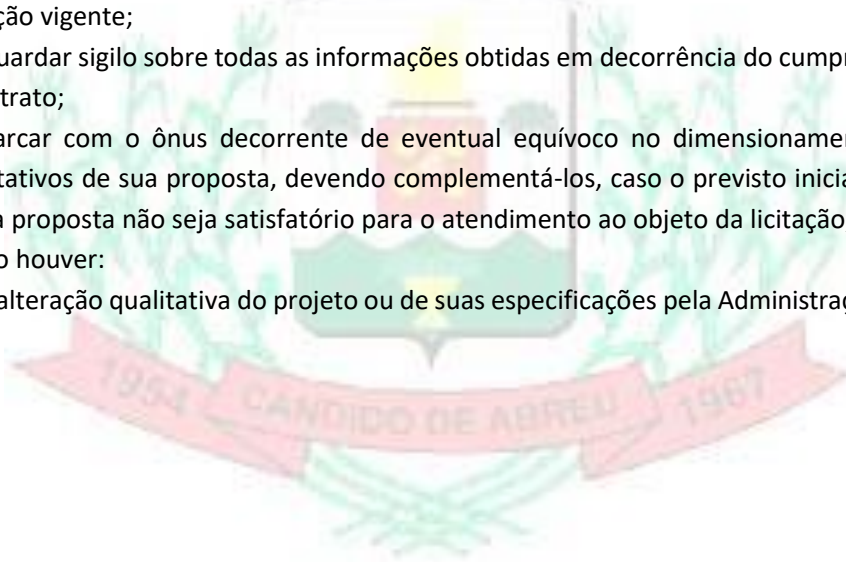 ção vigente;
uardar sigilo sobre todas as informações obtidas em decorrência do cumpr
trato;
arcar com o ônus decorrente de eventual equívoco no dimensionamen
tativos de sua proposta, devendo complementá-los, caso o previsto inicia
a proposta não seja satisfatório para o atendimento ao objeto da licitação
o houver:
alteração qualitativa do projeto ou de suas especificações pela Administraç
1954 CANDIDO DE ABREU 1967